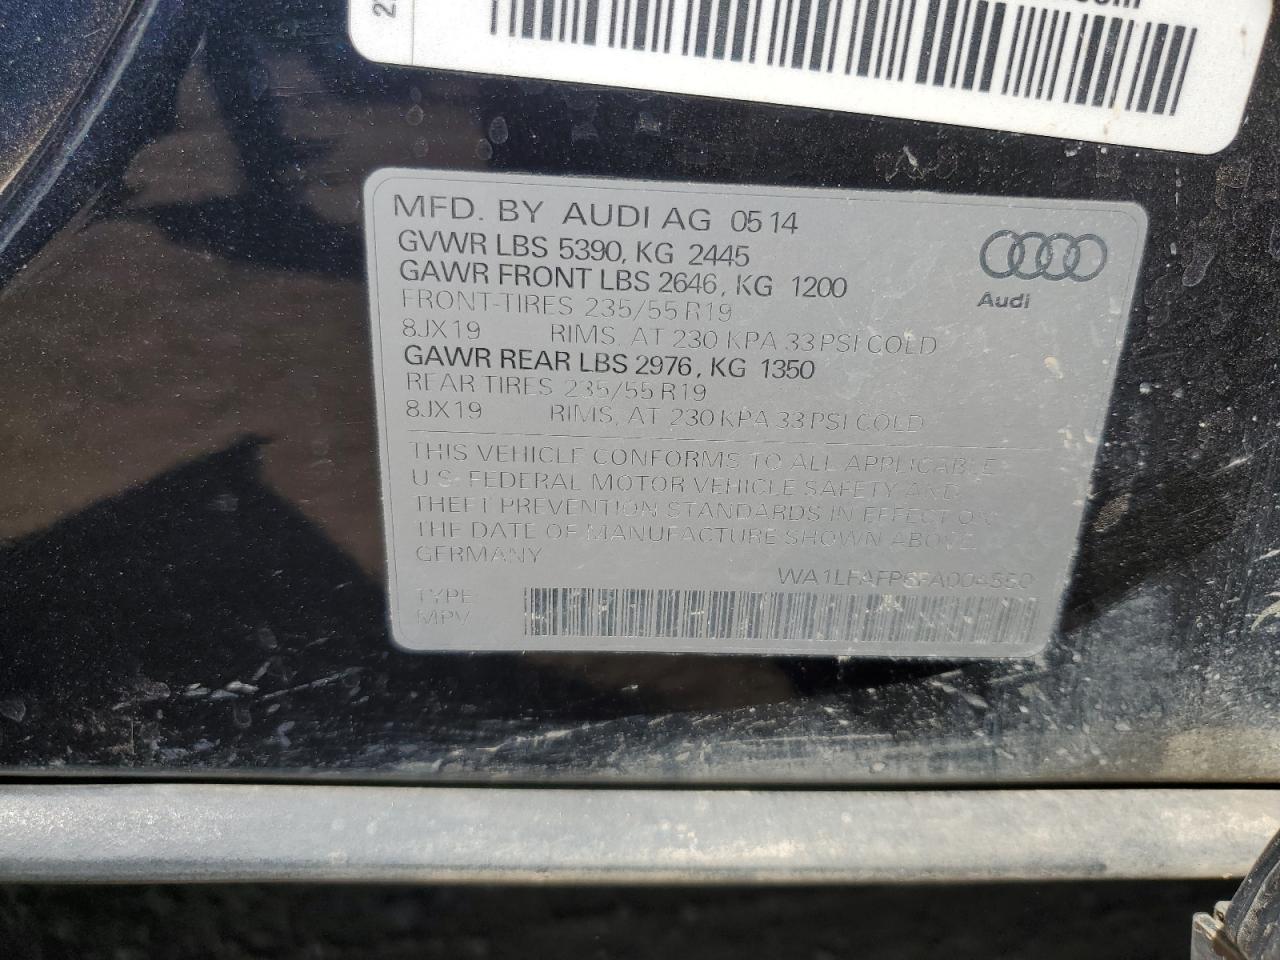 MFD. BY AUDI AG 05 14
GVWR LBS 5390, KG 2445
GAWR FRONT LBS 2646, KG 1200
FRONT-TIRES 235/55 R19
8JX19 RIMS, AT 230 KPA 33 PSI COLD
GAWR REAR LBS 2976, KG 1350
REAR TIRES 235/55 R19
8JX19 RIMS, AT 230 KPA 33 PSI COLD
Audi
THIS VEHICLE CONFORMS TO ALL APPLICABLE
U.S. FEDERAL MOTOR VEHICLE SAFETY AND
THEFT PREVENTION STANDARDS IN EFFECT ON
THE DATE OF MANUFACTURE SHOWN ABOVE.
GERMANY
TYPE:
MPV